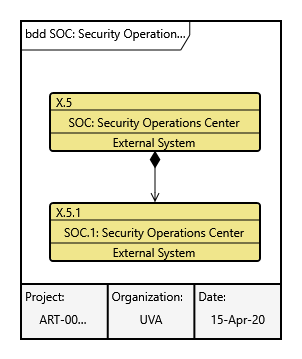 bdd SOC: Security Operation...
X.5
SOC: Security Operations Center
External System
X.5.1
SOC.1: Security Operations Center
External System
Project: Organization: Date:
ART-00... UVA 15-Apr-20